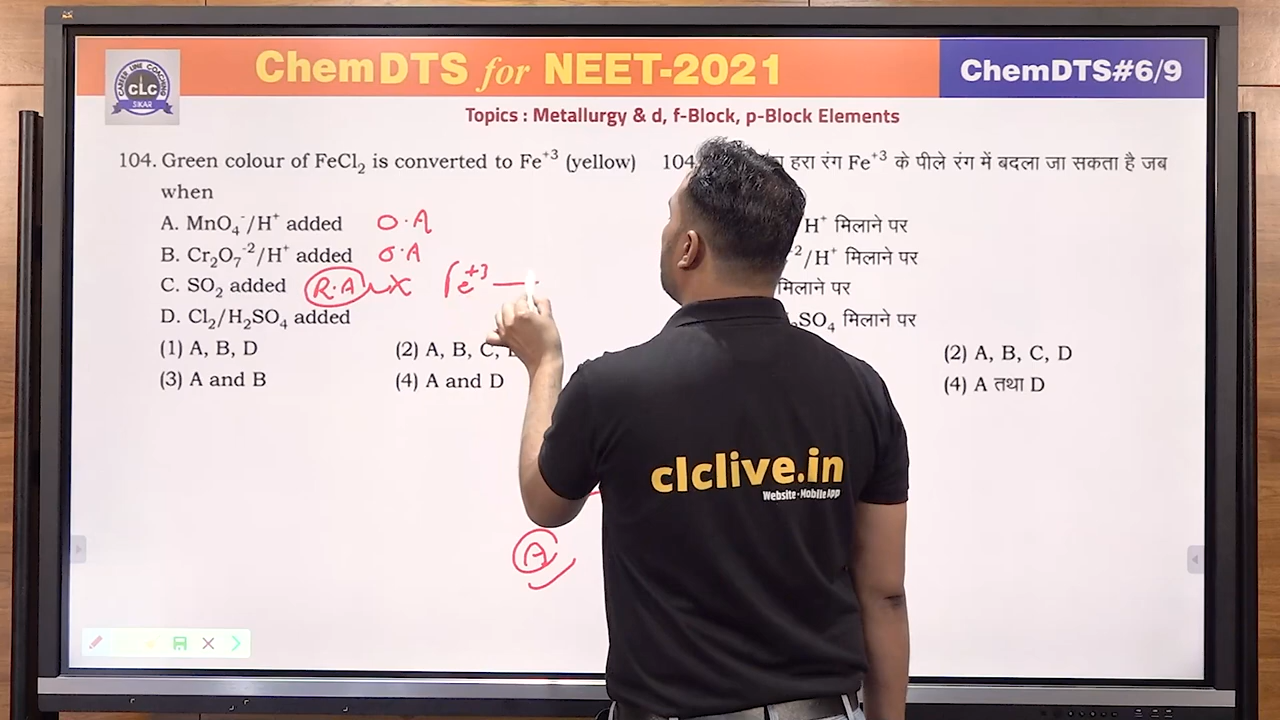 CAREER LINE COACHING
CLC
SIKAR
ChemDTS for NEET-2021
ChemDTS#6/9
Topics : Metallurgy & d, f-Block, p-Block Elements
104. Green colour of FeCl₂ is converted to Fe⁺³ (yellow)
when
A. MnO₄⁻/H⁺ added O.A
B. Cr₂O₇⁻²/H⁺ added O.A
C. SO₂ added R.A X Fe⁺³
D. Cl₂/H₂SO₄ added
(1) A, B, D
(2) A, B, C,
(3) A and B
(4) A and D
104
हरा रंग Fe⁺³ के पीले रंग में बदला जा सकता है जब
H⁺ मिलाने पर
⁻²/H⁺ मिलाने पर
मिलाने पर
SO₄ मिलाने पर
(2) A, B, C, D
(4) A तथा D
A
clclive.in
Website - Mobile App